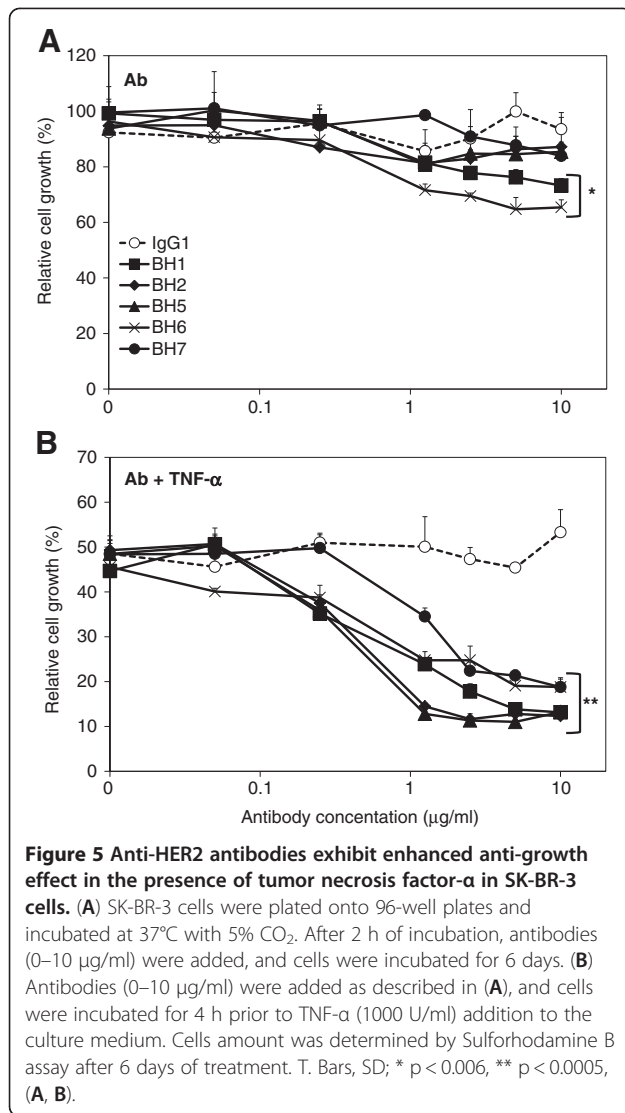 A
Ab
120
100
80
60
40
20
0
Relative cell growth (%)
IgG1
BH1
BH2
BH5
BH6
BH7
*
0
0.1
1
10
B
Ab + TNF-α
70
60
50
40
30
20
10
0
Relative cell growth (%)
**
0
0.1
1
10
Antibody concentation (μg/ml)
Figure 5 Anti-HER2 antibodies exhibit enhanced anti-growth
effect in the presence of tumor necrosis factor-α in SK-BR-3
cells. (A) SK-BR-3 cells were plated onto 96-well plates and
incubated at 37°C with 5% CO₂. After 2 h of incubation, antibodies
(0–10 μg/ml) were added, and cells were incubated for 6 days. (B)
Antibodies (0–10 μg/ml) were added as described in (A), and cells
were incubated for 4 h prior to TNF-α (1000 U/ml) addition to the
culture medium. Cells amount was determined by Sulforhodamine B
assay after 6 days of treatment. T. Bars, SD; * p < 0.006, ** p < 0.0005,
(A, B).